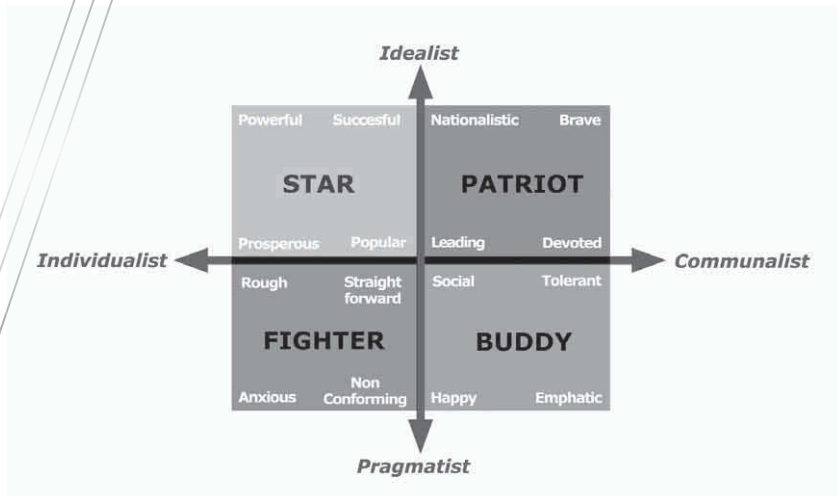 Idealist
Powerful Succesful
Nationalistic Brave
STAR
PATRIOT
Prosperous Popular
Leading Devoted
Individualist
Communalist
Rough Straight
forward
Social Tolerant
FIGHTER
BUDDY
Anxious Non
Conforming
Happy Emphatic
Pragmatist